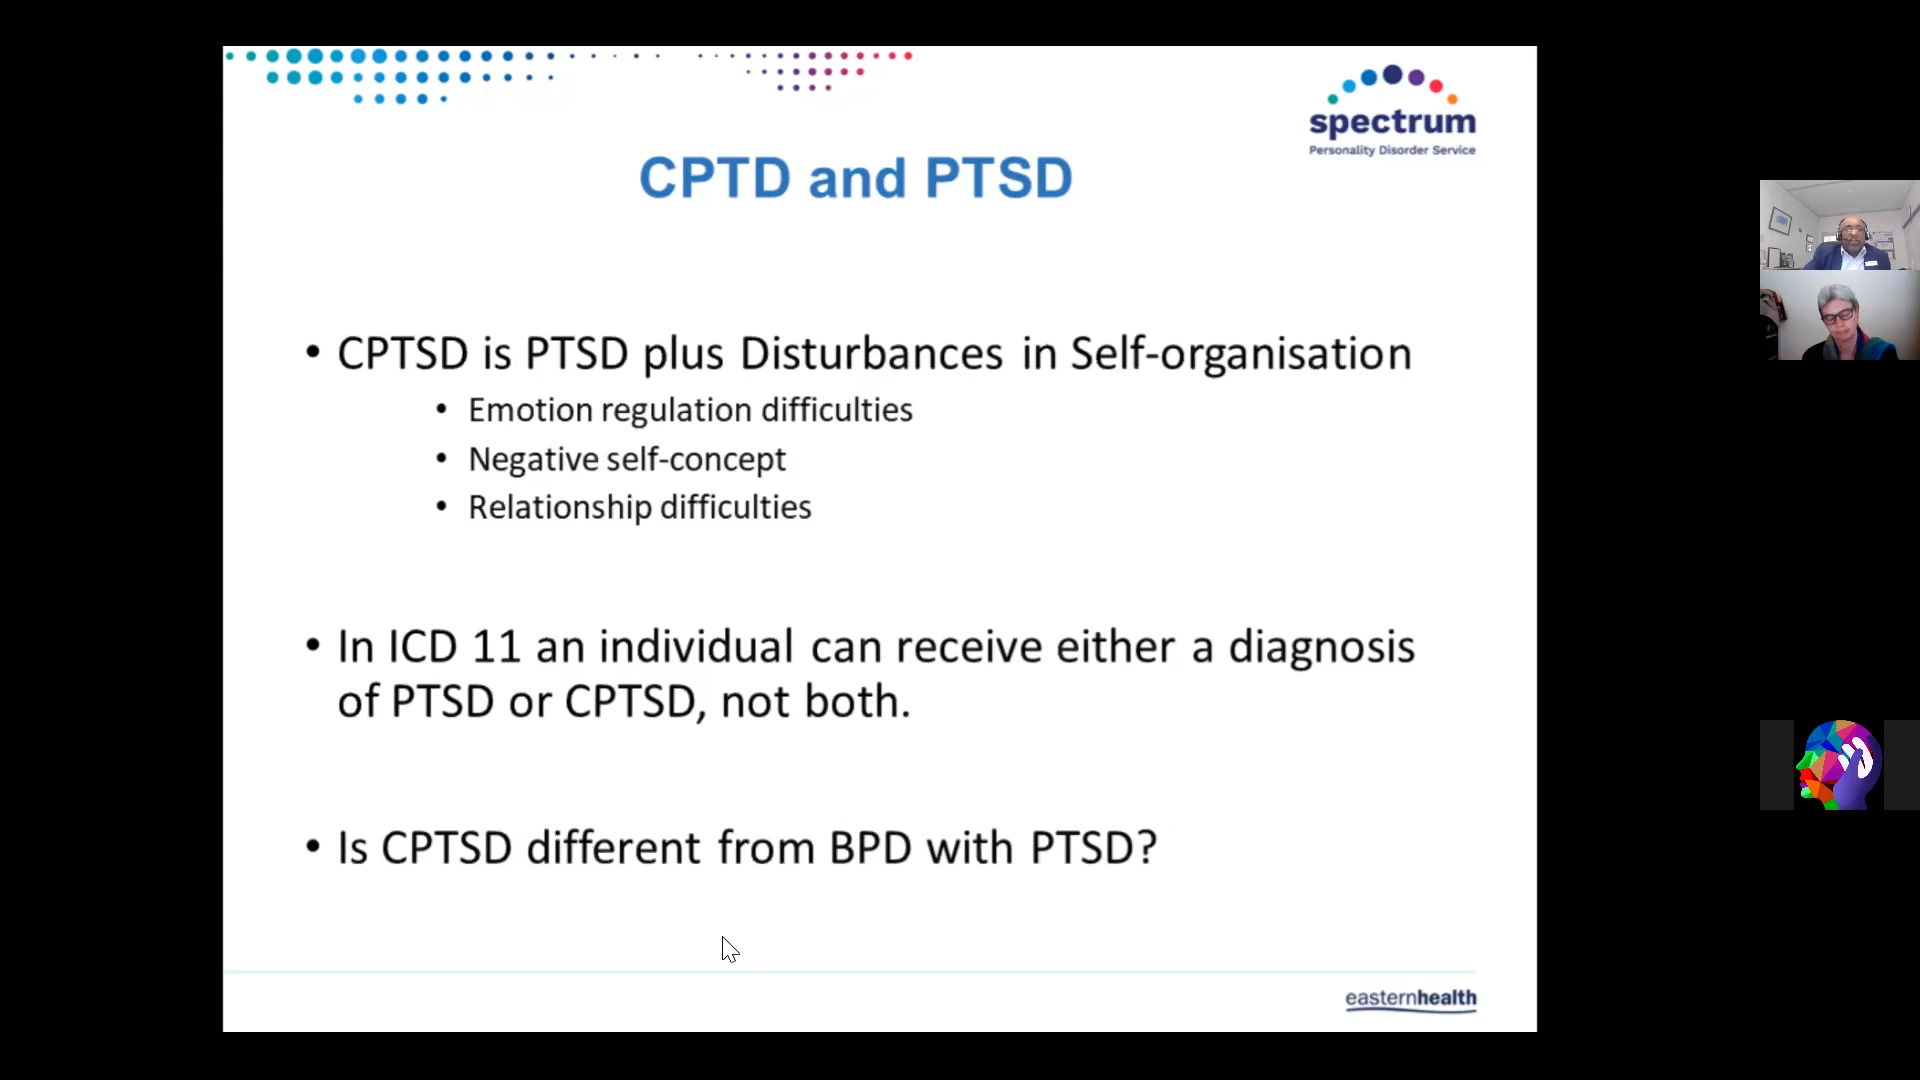 spectrum
Personality Disorder Service
CPTD and PTSD
• CPTSD is PTSD plus Disturbances in Self-organisation
• Emotion regulation difficulties
• Negative self-concept
• Relationship difficulties
• In ICD 11 an individual can receive either a diagnosis
of PTSD or CPTSD, not both.
• Is CPTSD different from BPD with PTSD?
easternhealth